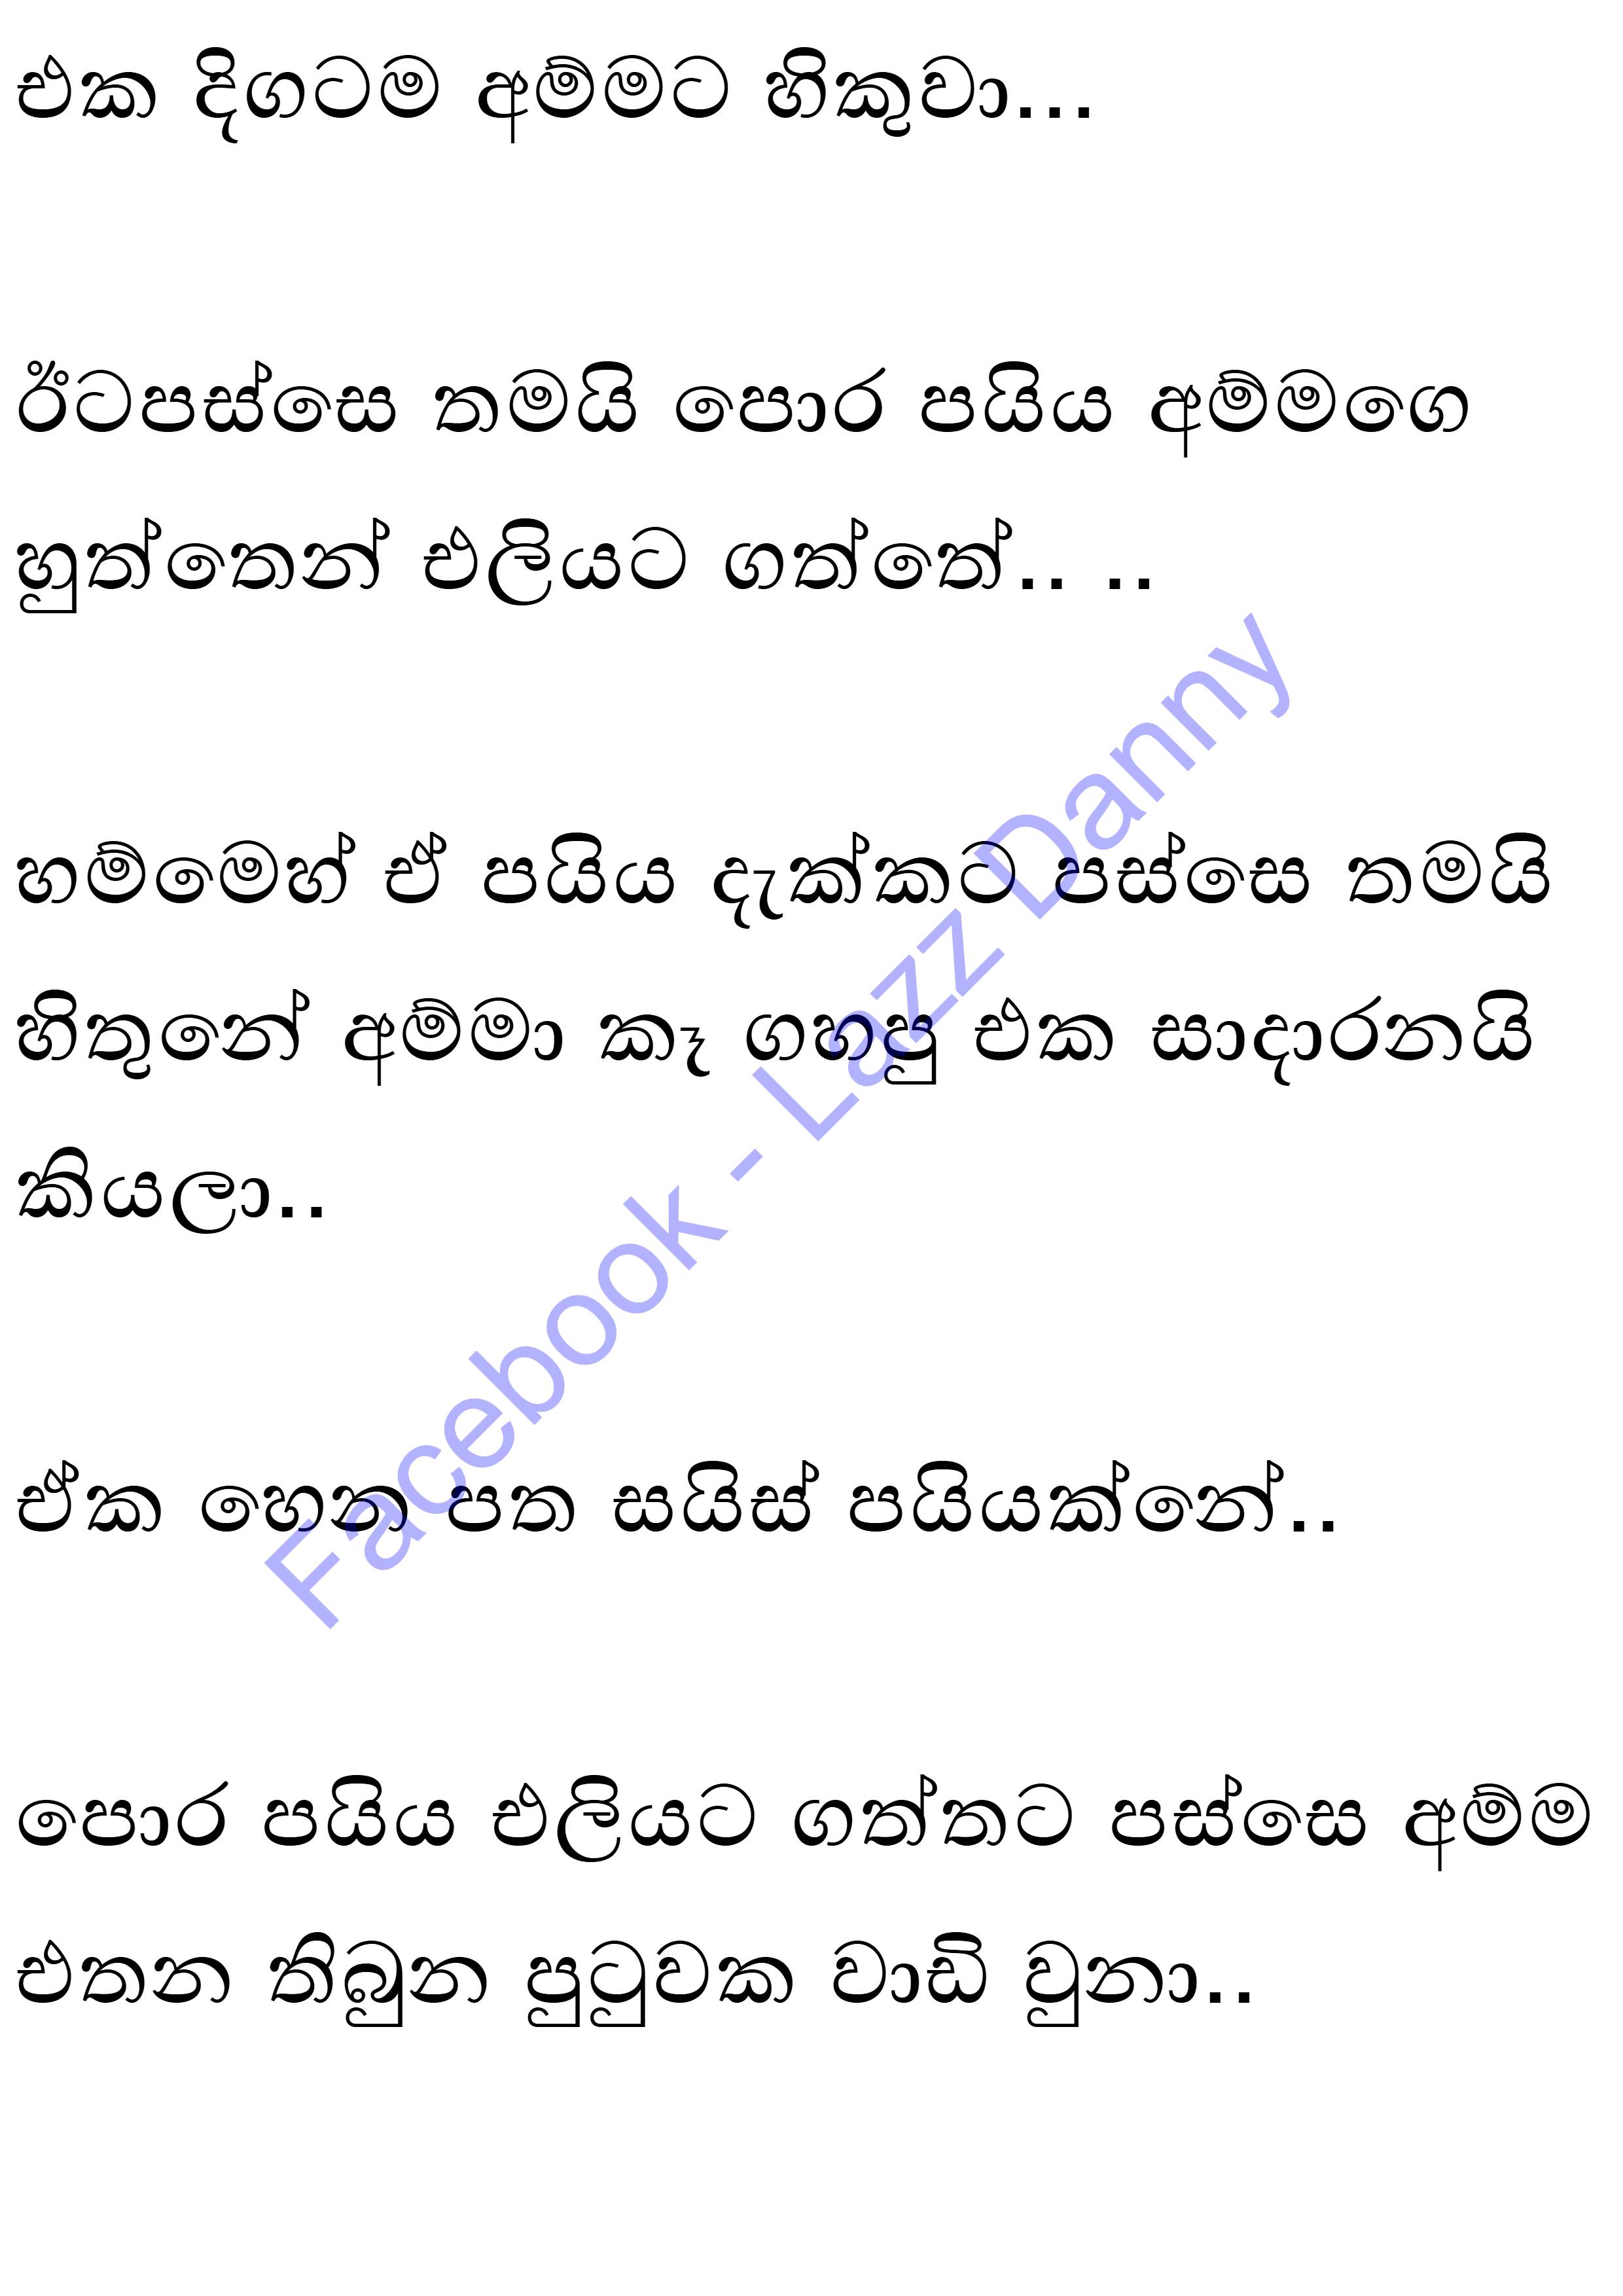 එක දිගටම අම්මට හිකුවා...
ඊටපස්සෙ තමයි පොර පයිය අම්මගෙ
හුත්තෙන් එලියට ගත්තේ.. ..
හම්මෙහ් ඒ පයිය දැක්කට පස්සෙ තමයි
හිතුනේ අම්මා කෑ ගහපු එක සාදාරනයි
කියලා..
ඒක හෙන පත සයිස් පයියක්නේ..
පොර පයිය එලියට ගත්තට පස්සෙ අම්ම
එතන තිබුන පුටුවක වාඩි වුනා..
Facebook - Lazz Danny